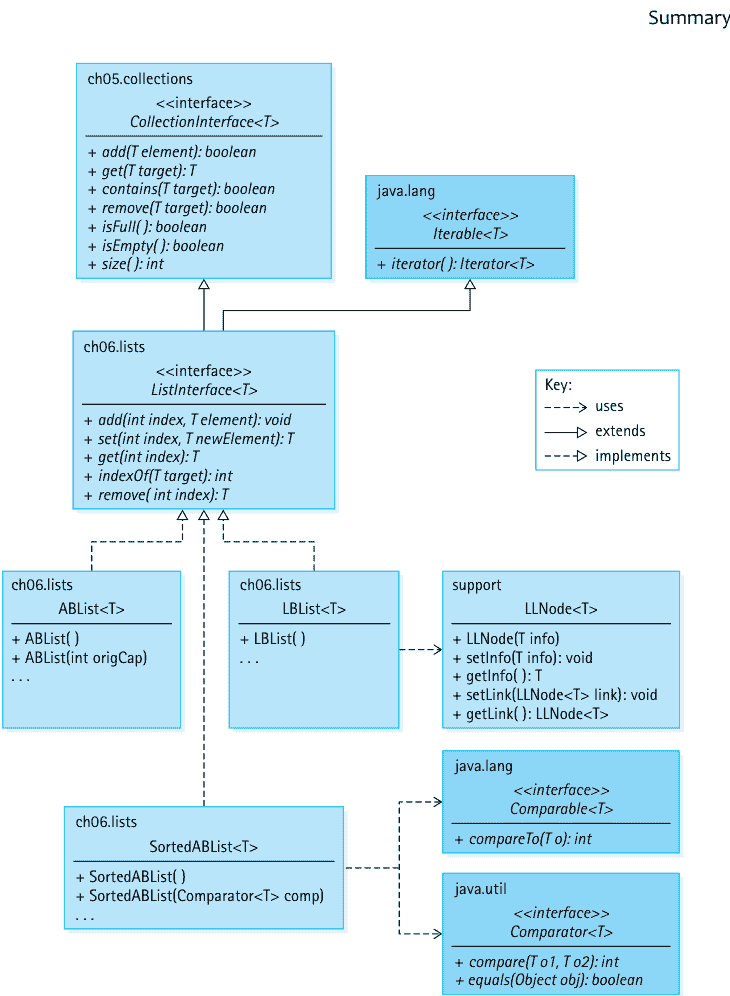 Summary
ch05.collections
<<interface>>
CollectionInterface<T>
+ add(T element): boolean
+ get(T target): T
+ contains(T target): boolean
+ remove(T target): boolean
+ isFull( ): boolean
+ isEmpty( ): boolean
+ size( ): int
java.lang
<<interface>>
Iterable<T>
+ iterator( ): Iterator<T>
ch06.lists
<<interface>>
ListInterface<T>
+ add(int index, T element): void
+ set(int index, T newElement): T
+ get(int index): T
+ indexOf(T target): int
+ remove( int index): T
Key:
uses
extends
implements
ch06.lists
ABList<T>
+ ABList( )
+ ABList(int origCap)
. . .
ch06.lists
LBList<T>
+ LBList( )
. . .
support
LLNode<T>
+ LLNode(T info)
+ setInfo(T info): void
+ getInfo( ): T
+ setLink(LLNode<T> link): void
+ getLink( ): LLNode<T>
ch06.lists
SortedABList<T>
+ SortedABList( )
+ SortedABList(Comparator<T> comp)
. . .
java.lang
<<interface>>
Comparable<T>
+ compareTo(T o): int
java.util
<<interface>>
Comparator<T>
+ compare(T o1, T o2): int
+ equals(Object obj): boolean